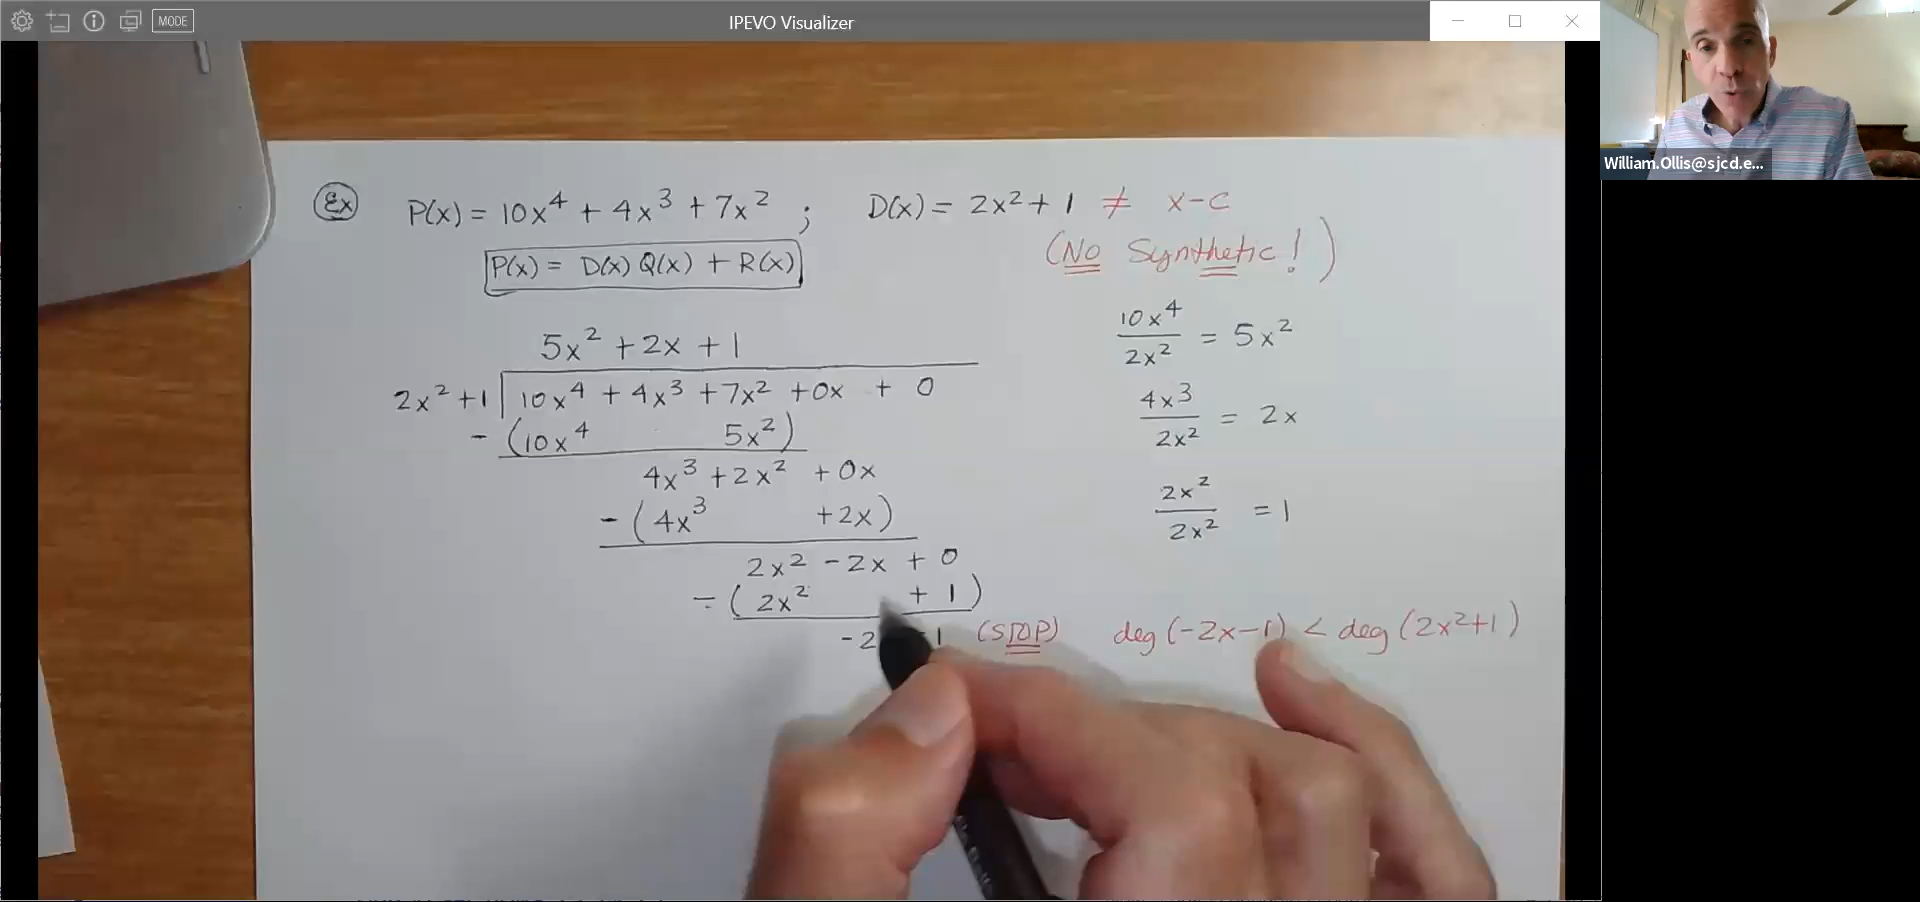 MODE
IPEVO Visualizer
William.Ollis@sjcd.e...
Ex P(x) = 10x⁴ + 4x³ + 7x² ; D(x) = 2x² + 1 ≠ x-c
P(x) = D(x) Q(x) + R(x)
(No Synthetic!)
5x² + 2x + 1
2x² + 1 10x⁴ + 4x³ + 7x² + 0x + 0
- (10x⁴ 5x²)
4x³ + 2x² + 0x
- (4x³ + 2x)
2x² - 2x + 0
- (2x² + 1)
-2 1 (STOP) deg(-2x-1) < deg(2x²+1)
10x⁴/2x² = 5x²
4x³/2x² = 2x
2x²/2x² = 1